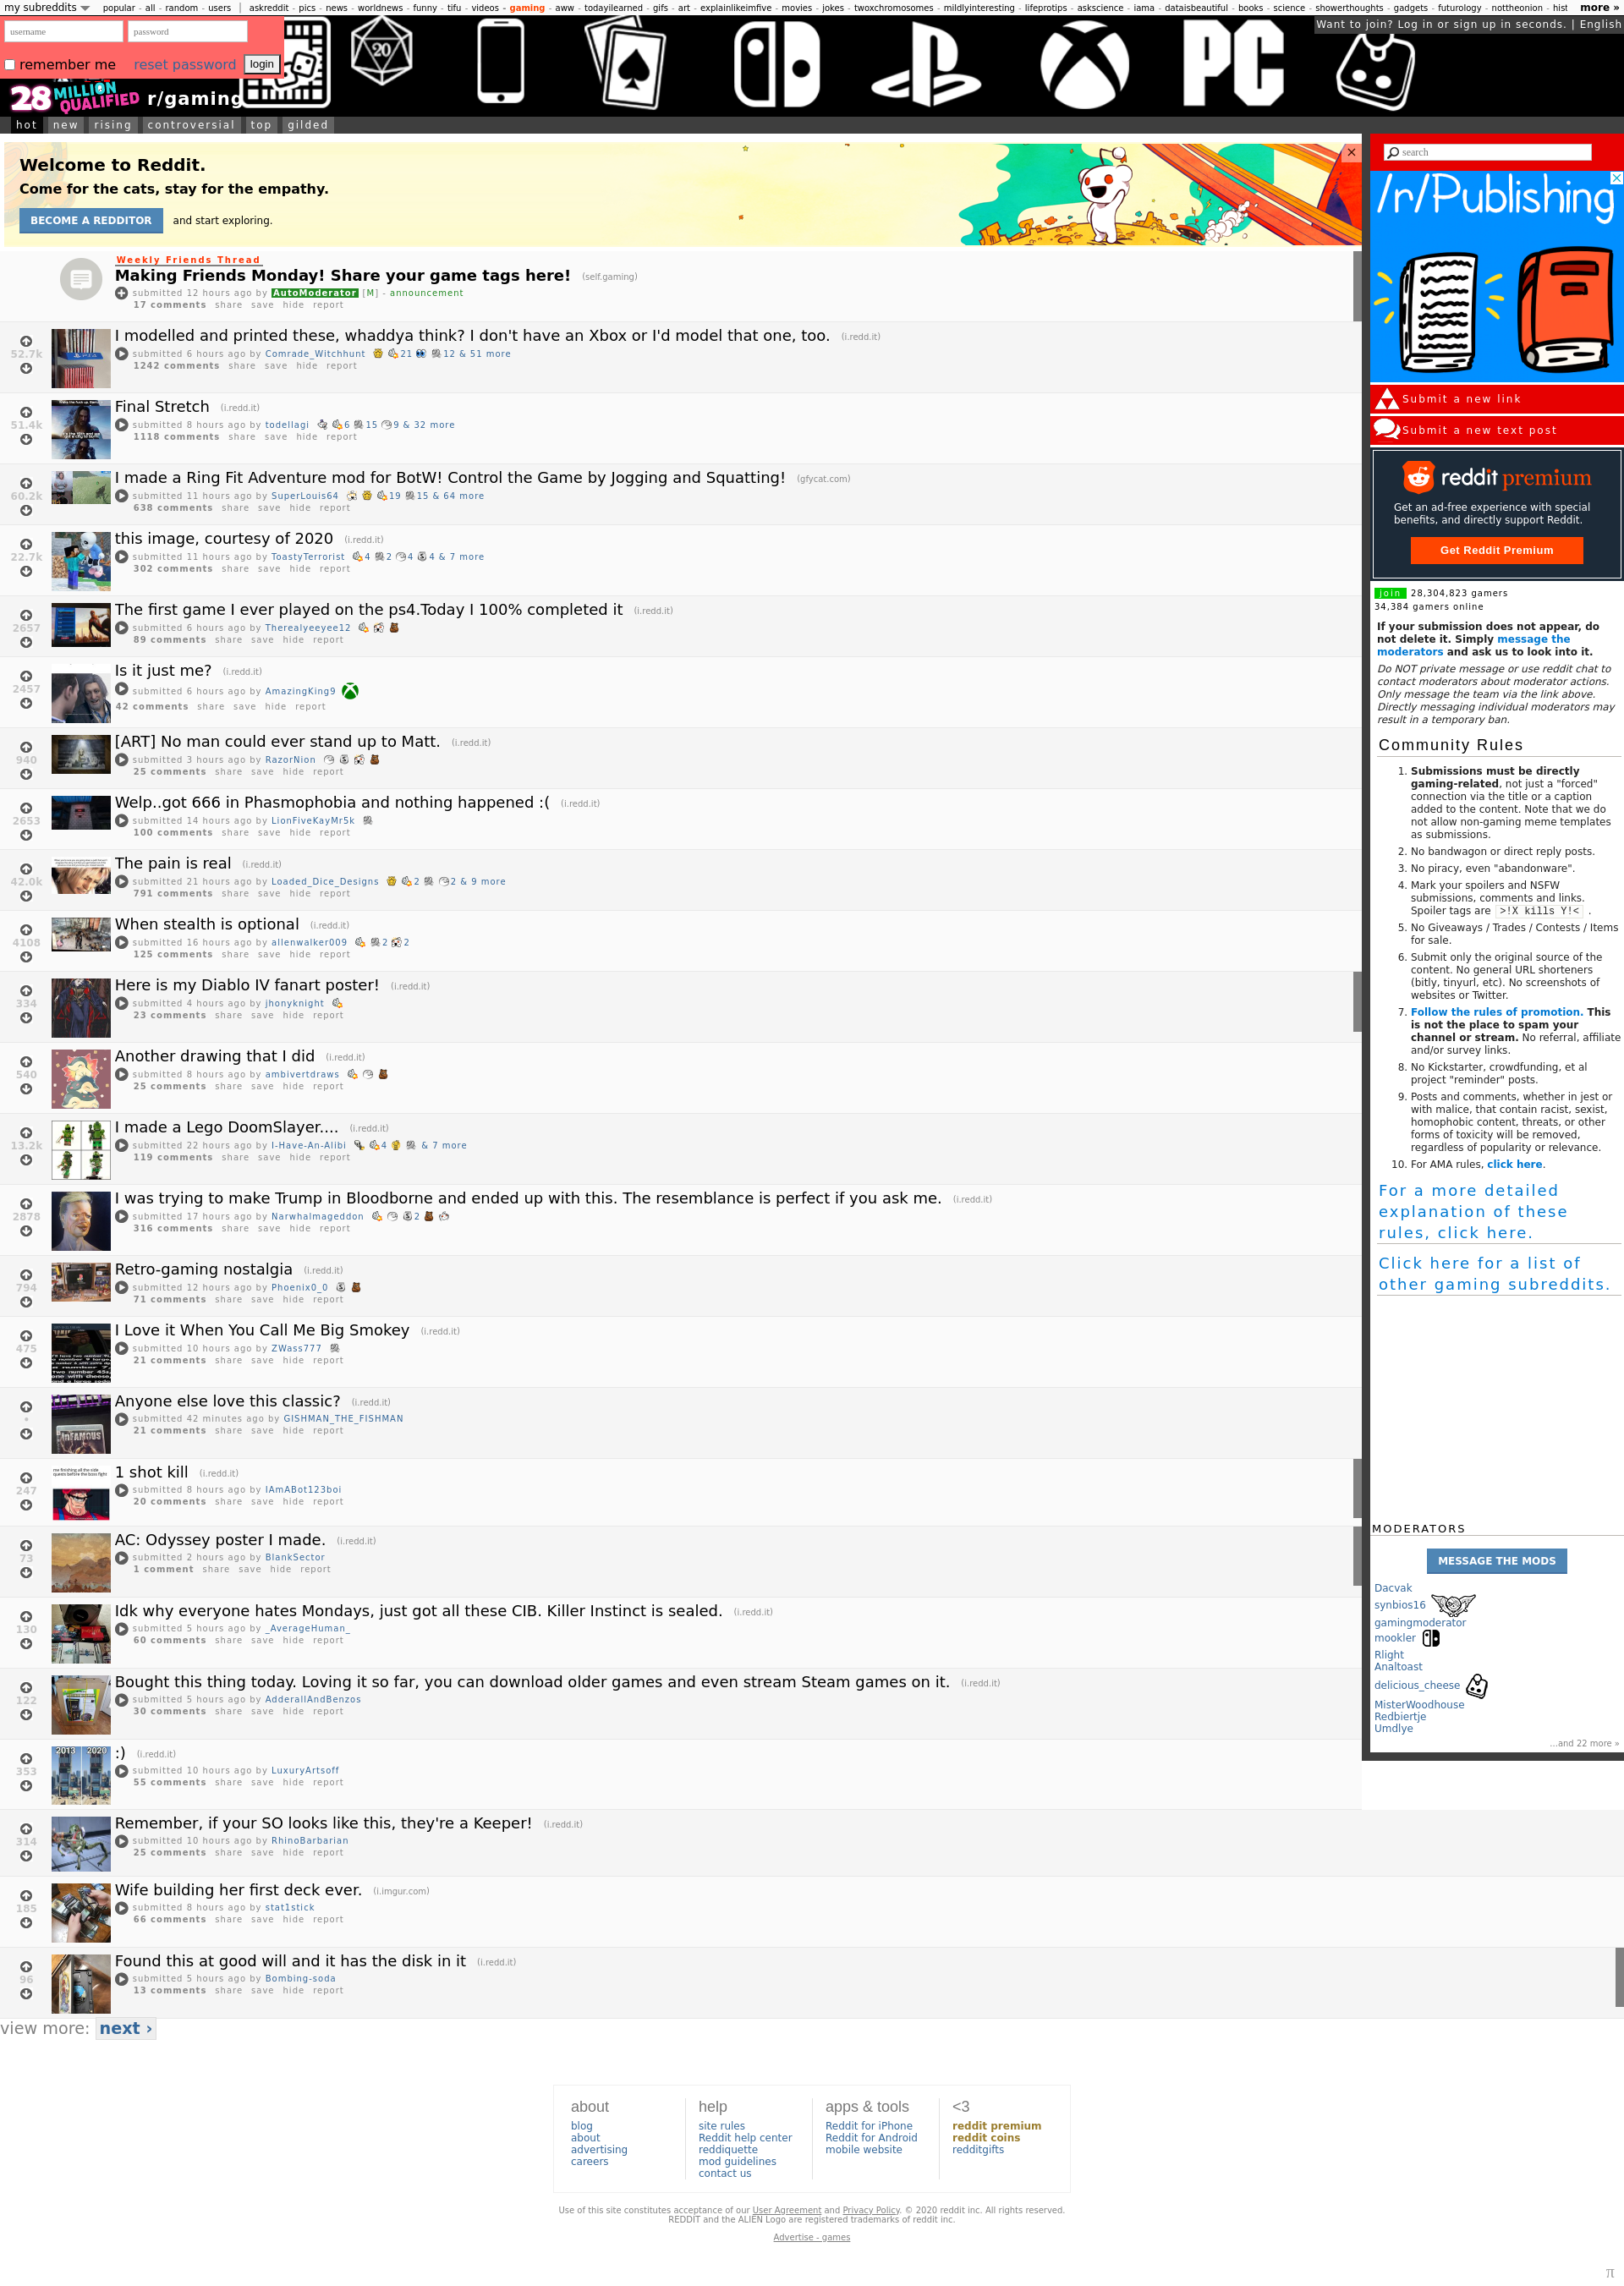 my subreddits
popular - all - random - users | askreddit - pics - news - worldnews - funny - tifu - videos - gaming - aww - todayilearned - gifs - art - explainlikeimfive - movies - jokes - twoxchromosomes - mildlyinteresting - lifeprotips - askscience - iama - dataisbeautiful - books - science - showerthoughts - gadgets - futurology - nottheonion - hist
more »
username
password
remember me
reset password
login
Want to join? Log in or sign up in seconds. | English
20
PC
28 MILLION QUALIFIED
r/gaming
hot
new
rising
controversial
top
gilded
Welcome to Reddit.
Come for the cats, stay for the empathy.
BECOME A REDDITOR
and start exploring.
Weekly Friends Thread
Making Friends Monday! Share your game tags here! (self.gaming)
submitted 12 hours ago by AutoModerator [M] - announcement
17 comments share save hide report
52.7k
I modelled and printed these, whaddya think? I don't have an Xbox or I'd model that one, too. (i.redd.it)
submitted 6 hours ago by Comrade_Witchhunt 21 12 & 51 more
1242 comments share save hide report
51.4k
Final Stretch (i.redd.it)
submitted 8 hours ago by todellagi 6 15 9 & 32 more
1118 comments share save hide report
60.2k
I made a Ring Fit Adventure mod for BotW! Control the Game by Jogging and Squatting! (gfycat.com)
submitted 11 hours ago by SuperLouis64 19 15 & 64 more
638 comments share save hide report
22.7k
this image, courtesy of 2020 (i.redd.it)
submitted 11 hours ago by ToastyTerrorist 4 2 4 4 & 7 more
302 comments share save hide report
2657
The first game I ever played on the ps4.Today I 100% completed it (i.redd.it)
submitted 6 hours ago by Therealyeeyee12
89 comments share save hide report
2457
Is it just me? (i.redd.it)
submitted 6 hours ago by AmazingKing9
42 comments share save hide report
940
[ART] No man could ever stand up to Matt. (i.redd.it)
submitted 3 hours ago by RazorNion
25 comments share save hide report
2653
Welp..got 666 in Phasmophobia and nothing happened :( (i.redd.it)
submitted 14 hours ago by LionFiveKayMrSk
100 comments share save hide report
42.0k
The pain is real (i.redd.it)
submitted 21 hours ago by Loaded_Dice_Designs 2 2 & 9 more
791 comments share save hide report
4108
When stealth is optional (i.redd.it)
submitted 16 hours ago by allenwalker009 2 2
125 comments share save hide report
334
Here is my Diablo IV fanart poster! (i.redd.it)
submitted 4 hours ago by jhonyknight
23 comments share save hide report
540
Another drawing that I did (i.redd.it)
submitted 8 hours ago by ambivertdraws
25 comments share save hide report
13.2k
I made a Lego DoomSlayer.... (i.redd.it)
submitted 22 hours ago by I-Have-An-Alibi 4 & 7 more
119 comments share save hide report
2878
I was trying to make Trump in Bloodborne and ended up with this. The resemblance is perfect if you ask me. (i.redd.it)
submitted 17 hours ago by Narwhalmageddon 2
316 comments share save hide report
794
Retro-gaming nostalgia (i.redd.it)
submitted 12 hours ago by Phoenix0_0
71 comments share save hide report
475
I Love it When You Call Me Big Smokey (i.redd.it)
submitted 10 hours ago by ZWass777
21 comments share save hide report
•
Anyone else love this classic? (i.redd.it)
submitted 42 minutes ago by GISHMAN_THE_FISHMAN
21 comments share save hide report
inFAMOUS
247
1 shot kill (i.redd.it)
submitted 8 hours ago by IAmABot123boi
20 comments share save hide report
73
AC: Odyssey poster I made. (i.redd.it)
submitted 2 hours ago by BlankSector
1 comment share save hide report
130
Idk why everyone hates Mondays, just got all these CIB. Killer Instinct is sealed. (i.redd.it)
submitted 5 hours ago by _AverageHuman_
60 comments share save hide report
122
Bought this thing today. Loving it so far, you can download older games and even stream Steam games on it. (i.redd.it)
submitted 5 hours ago by AdderallAndBenzos
30 comments share save hide report
353
2013 2020
:) (i.redd.it)
submitted 10 hours ago by LuxuryArtsoff
55 comments share save hide report
314
Remember, if your SO looks like this, they're a Keeper! (i.redd.it)
submitted 10 hours ago by RhinoBarbarian
25 comments share save hide report
185
Wife building her first deck ever. (i.imgur.com)
submitted 8 hours ago by stat1stick
66 comments share save hide report
96
Found this at good will and it has the disk in it (i.redd.it)
submitted 5 hours ago by Bombing-soda
13 comments share save hide report
view more: next ›
search
/r/Publishing
Submit a new link
Submit a new text post
reddit premium
Get an ad-free experience with special
benefits, and directly support Reddit.
Get Reddit Premium
join 28,304,823 gamers
34,384 gamers online
If your submission does not appear, do
not delete it. Simply message the
moderators and ask us to look into it.
Do NOT private message or use reddit chat to
contact moderators about moderator actions.
Only message the team via the link above.
Directly messaging individual moderators may
result in a temporary ban.
Community Rules
1. Submissions must be directly
gaming-related, not just a "forced"
connection via the title or a caption
added to the content. Note that we do
not allow non-gaming meme templates
as submissions.
2. No bandwagon or direct reply posts.
3. No piracy, even "abandonware".
4. Mark your spoilers and NSFW
submissions, comments and links.
Spoiler tags are >!X kills Y!< .
5. No Giveaways / Trades / Contests / Items
for sale.
6. Submit only the original source of the
content. No general URL shorteners
(bitly, tinyurl, etc). No screenshots of
websites or Twitter.
7. Follow the rules of promotion. This
is not the place to spam your
channel or stream. No referral, affiliate
and/or survey links.
8. No Kickstarter, crowdfunding, et al
project "reminder" posts.
9. Posts and comments, whether in jest or
with malice, that contain racist, sexist,
homophobic content, threats, or other
forms of toxicity will be removed,
regardless of popularity or relevance.
10. For AMA rules, click here.
For a more detailed
explanation of these
rules, click here.
Click here for a list of
other gaming subreddits.
MODERATORS
MESSAGE THE MODS
Dacvak
synbios16
gamingmoderator
mookler
Rlight
Analtoast
delicious_cheese
MisterWoodhouse
Redbiertje
Umdlye
...and 22 more »
about
blog
about
advertising
careers
help
site rules
Reddit help center
reddiquette
mod guidelines
contact us
apps & tools
Reddit for iPhone
Reddit for Android
mobile website
<3
reddit premium
reddit coins
redditgifts
Use of this site constitutes acceptance of our User Agreement and Privacy Policy. © 2020 reddit inc. All rights reserved.
REDDIT and the ALIEN Logo are registered trademarks of reddit inc.
Advertise - games
π